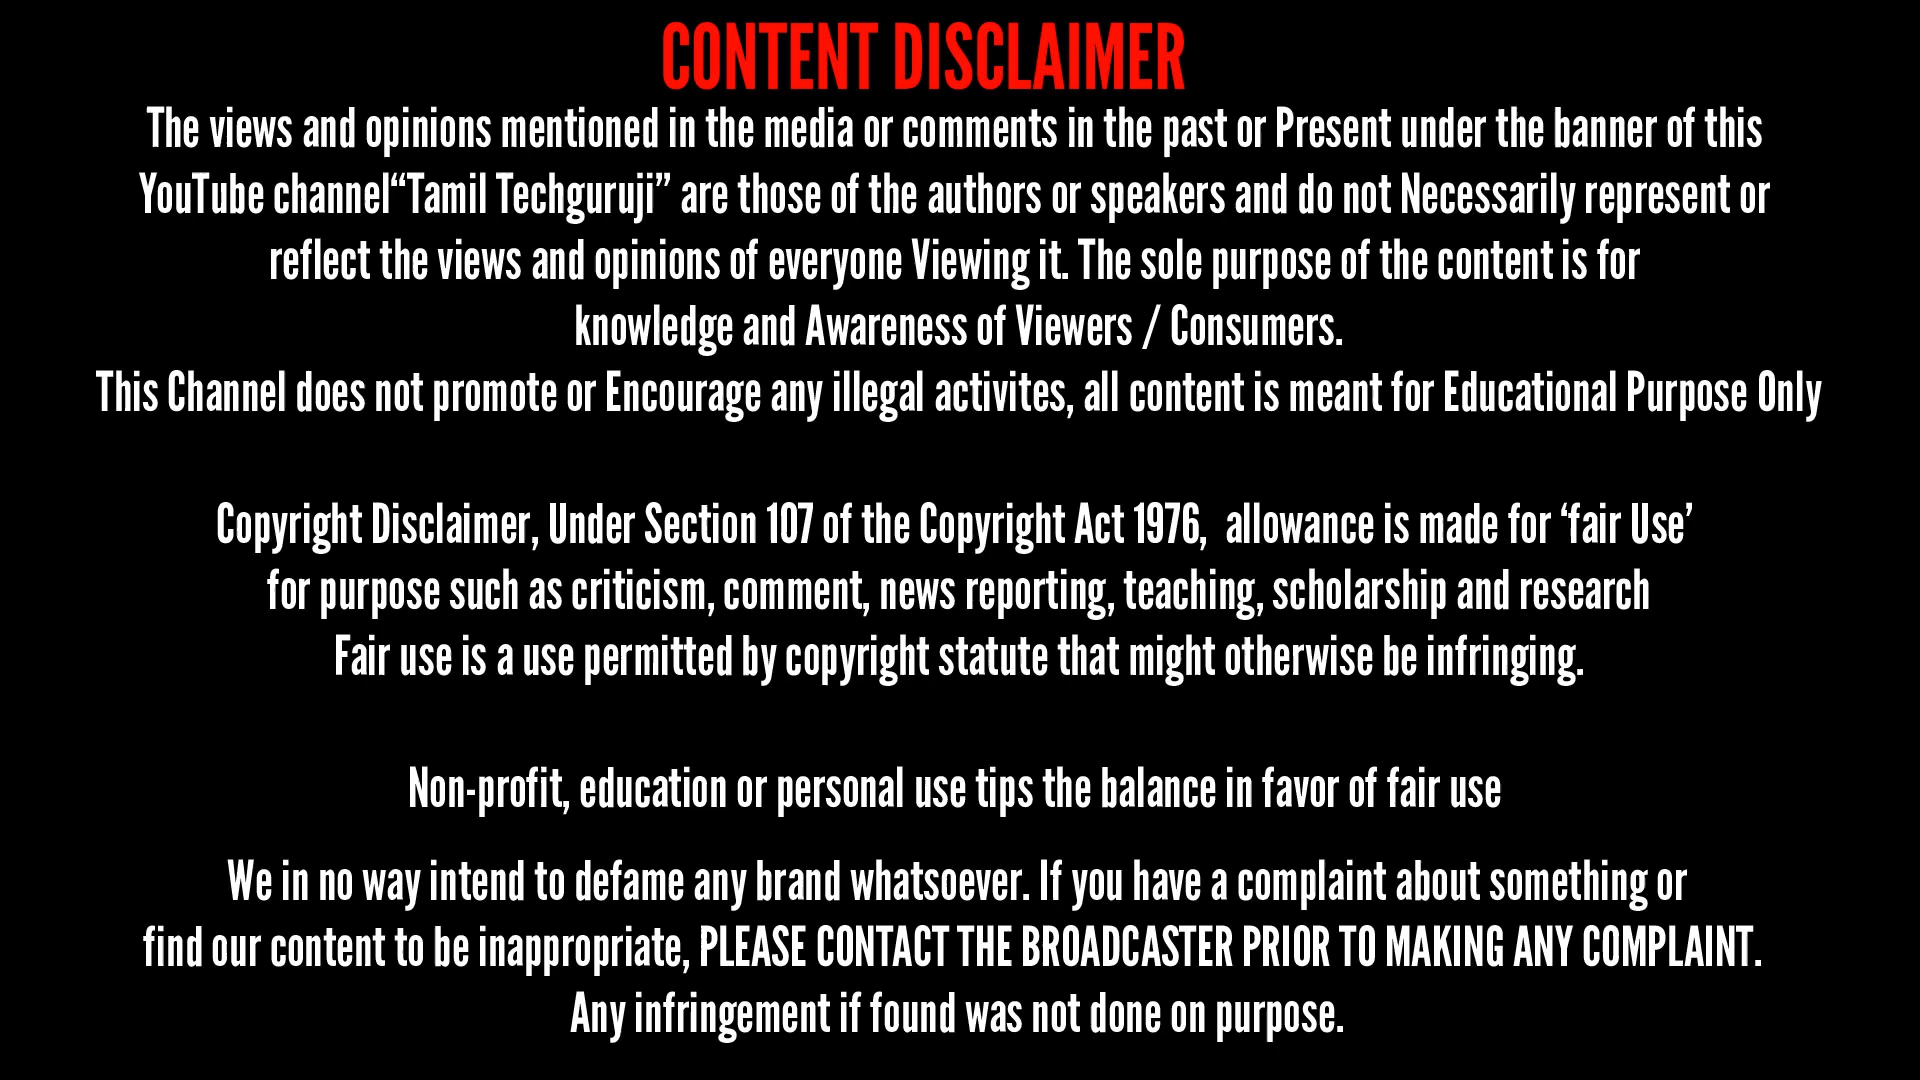 CONTENT DISCLAIMER
The views and opinions mentioned in the media or comments in the past or Present under the banner of this
YouTube channel“Tamil Techguruji” are those of the authors or speakers and do not Necessarily represent or
reflect the views and opinions of everyone Viewing it. The sole purpose of the content is for
knowledge and Awareness of Viewers / Consumers.
This Channel does not promote or Encourage any illegal activites, all content is meant for Educational Purpose Only
Copyright Disclaimer, Under Section 107 of the Copyright Act 1976, allowance is made for ‘fair Use’
for purpose such as criticism, comment, news reporting, teaching, scholarship and research
Fair use is a use permitted by copyright statute that might otherwise be infringing.
Non-profit, education or personal use tips the balance in favor of fair use
We in no way intend to defame any brand whatsoever. If you have a complaint about something or
find our content to be inappropriate, PLEASE CONTACT THE BROADCASTER PRIOR TO MAKING ANY COMPLAINT.
Any infringement if found was not done on purpose.